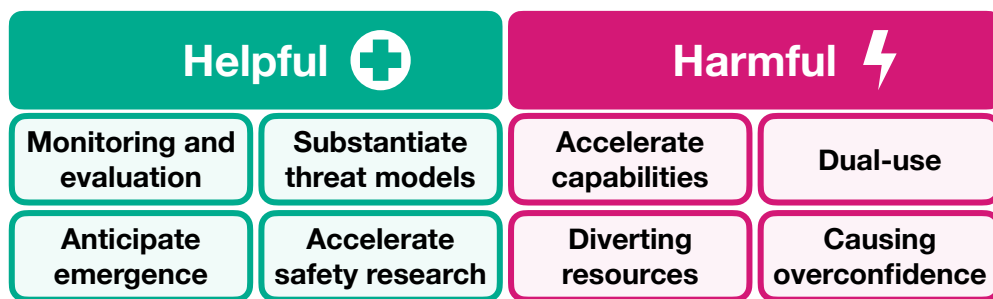 Helpful
Harmful
Monitoring and
evaluation
Substantiate
threat models
Accelerate
capabilities
Dual-use
Anticipate
emergence
Accelerate
safety research
Diverting
resources
Causing
overconfidence